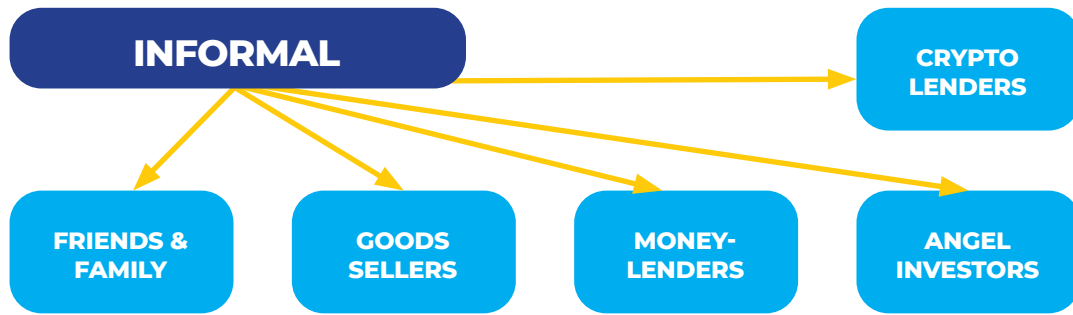 INFORMAL
CRYPTO
LENDERS
FRIENDS &
FAMILY
GOODS
SELLERS
MONEY-
LENDERS
ANGEL
INVESTORS